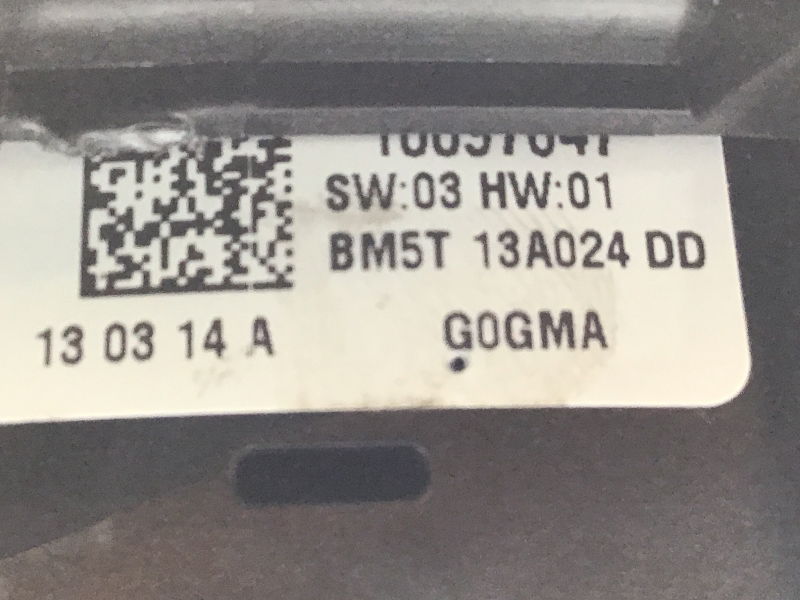 SW:03 HW:01
BM5T 13A024 DD
13 03 14 A
G0GMA